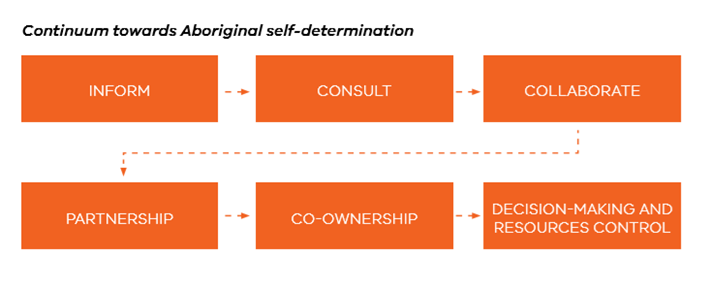 Continuum towards Aboriginal self-determination
INFORM
CONSULT
COLLABORATE
PARTNERSHIP
CO-OWNERSHIP
DECISION-MAKING AND
RESOURCES CONTROL